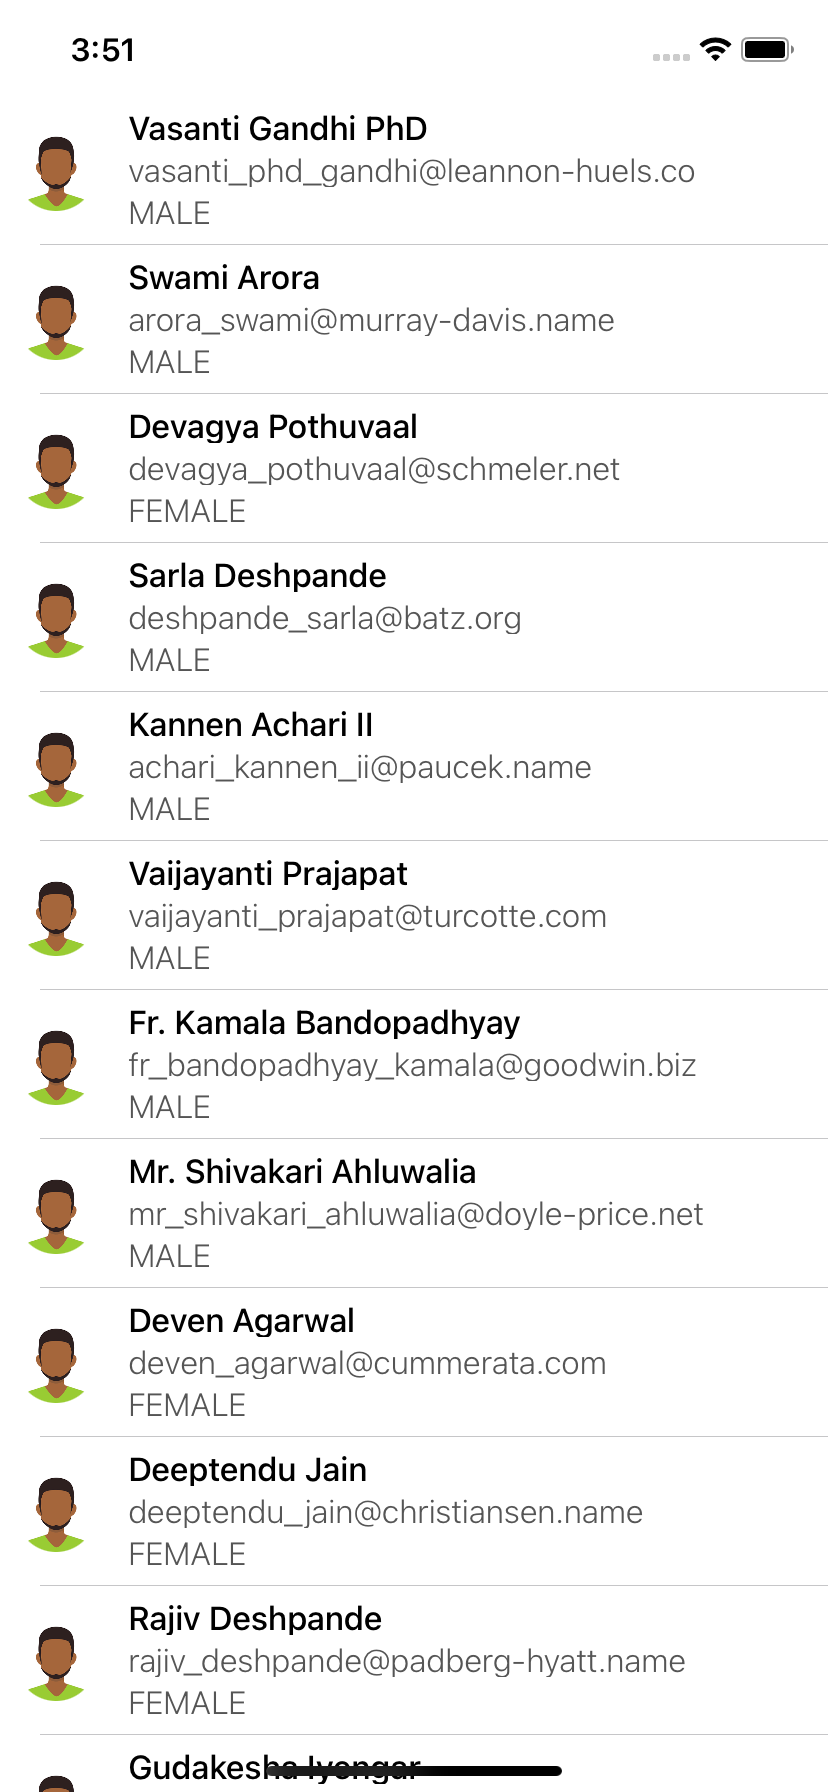 3:51
Vasanti Gandhi PhD
vasanti_phd_gandhi@leannon-huels.co
MALE
Swami Arora
arora_swami@murray-davis.name
MALE
Devagya Pothuvaal
devagya_pothuvaal@schmeler.net
FEMALE
Sarla Deshpande
deshpande_sarla@batz.org
MALE
Kannen Achari II
achari_kannen_ii@paucek.name
MALE
Vaijayanti Prajapat
vaijayanti_prajapat@turcotte.com
MALE
Fr. Kamala Bandopadhyay
fr_bandopadhyay_kamala@goodwin.biz
MALE
Mr. Shivakari Ahluwalia
mr_shivakari_ahluwalia@doyle-price.net
MALE
Deven Agarwal
deven_agarwal@cummerata.com
FEMALE
Deeptendu Jain
deeptendu_jain@christiansen.name
FEMALE
Rajiv Deshpande
rajiv_deshpande@padberg-hyatt.name
FEMALE
Gudakesha Iyengar